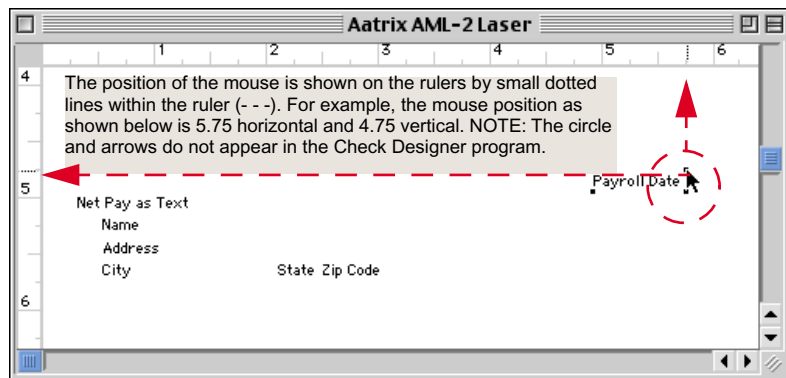 Aatrix AML-2 Laser
1 2 3 4 5 6
4
The position of the mouse is shown on the rulers by small dotted
lines within the ruler (- - -). For example, the mouse position as
shown below is 5.75 horizontal and 4.75 vertical. NOTE: The circle
and arrows do not appear in the Check Designer program.
5
Payroll Date
Net Pay as Text
Name
Address
City State Zip Code
6